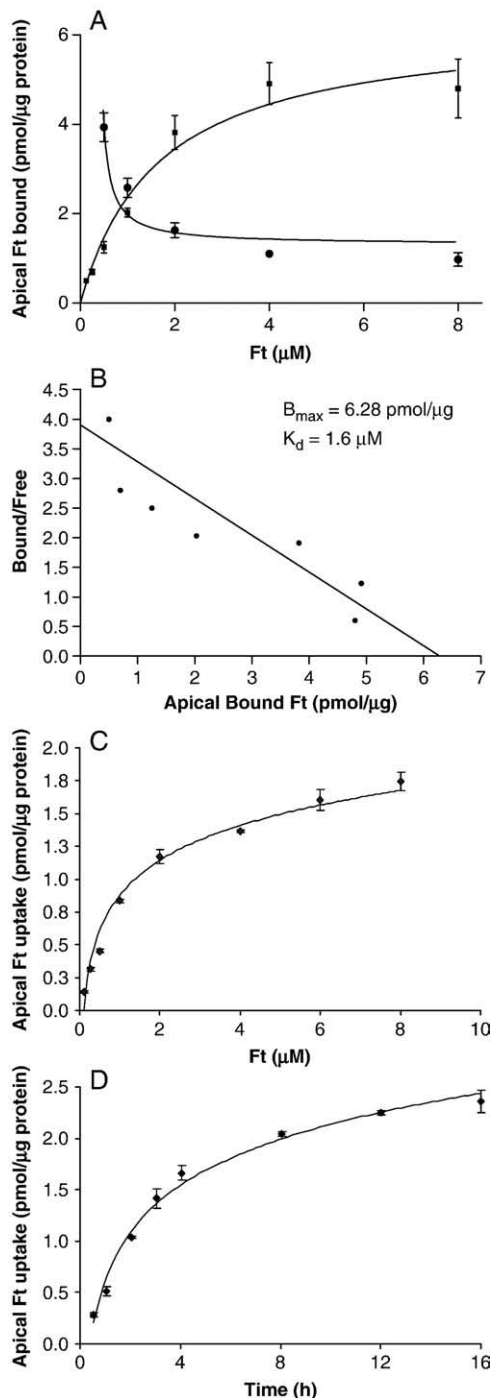 A
Apical Ft bound (pmol/μg protein)
6
4
2
0
0 2 4 6 8
Ft (μM)
B
Bound/Free
4.5
4.0
3.5
3.0
2.5
2.0
1.5
1.0
0.5
0.0
B_max = 6.28 pmol/μg
K_d = 1.6 μM
0 1 2 3 4 5 6 7
Apical Bound Ft (pmol/μg)
C
Apical Ft uptake (pmol/μg protein)
2.0
1.8
1.5
1.3
1.0
0.8
0.5
0.3
0.0
0 2 4 6 8 10
Ft (μM)
D
Apical Ft uptake (pmol/μg protein)
2.5
2.0
1.5
1.0
0.5
0.0
0 4 8 12 16
Time (h)